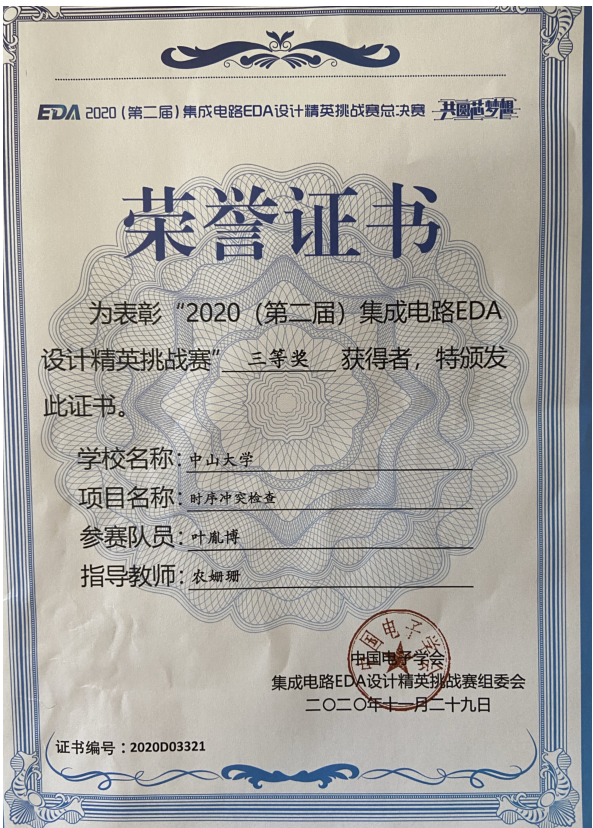 EDA 2020(第二届)集成电路EDA设计精英挑战赛总决赛 共圆芯梦想
荣誉证书
为表彰“2020（第二届）集成电路EDA
设计精英挑战赛”三等奖 获得者，特颁发
此证书。
学校名称：中山大学
项目名称：时序冲突检查
参赛队员：叶胤博
指导教师：农姗珊
中国电子学会
中国电子学会
集成电路EDA设计精英挑战赛组委会
二〇二〇年十一月二十九日
证书编号：2020D03321